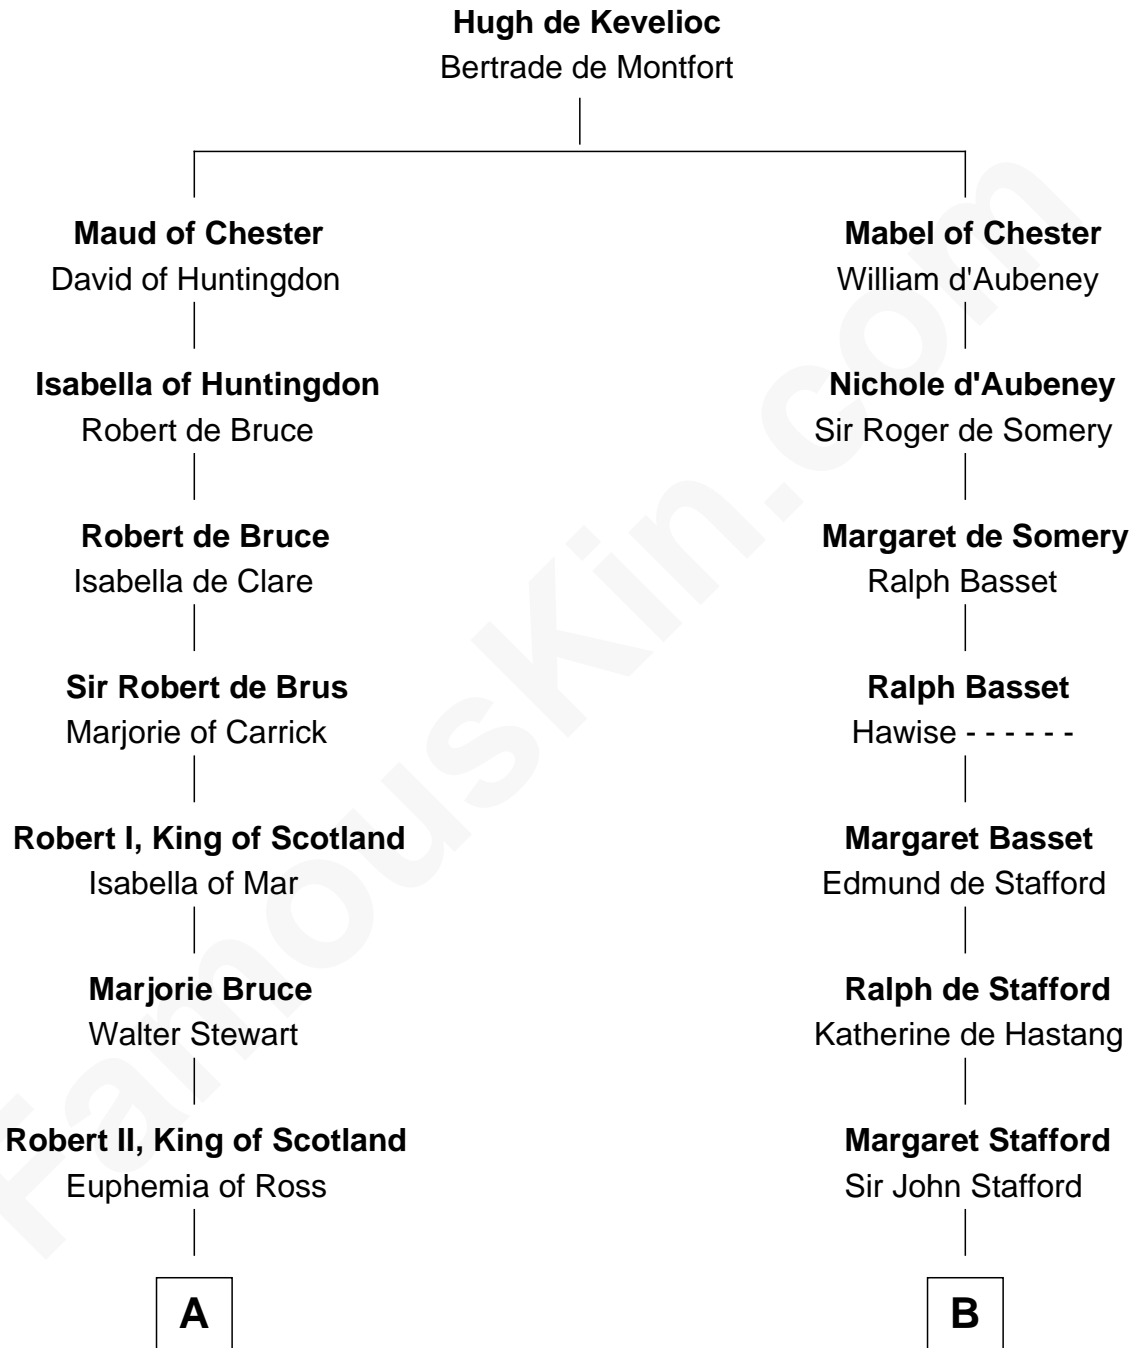 Hugh de Kevelioc
Bertrade de Montfort
Maud of Chester
David of Huntingdon
Mabel of Chester
William d'Aubeney
Isabella of Huntingdon
Robert de Bruce
Nichole d'Aubeney
Sir Roger de Somery
Robert de Bruce
Isabella de Clare
Margaret de Somery
Ralph Basset
Sir Robert de Brus
Marjorie of Carrick
Ralph Basset
Hawise - - - - - -
Robert I, King of Scotland
Isabella of Mar
Margaret Basset
Edmund de Stafford
Marjorie Bruce
Walter Stewart
Ralph de Stafford
Katherine de Hastang
Robert II, King of Scotland
Euphemia of Ross
Margaret Stafford
Sir John Stafford
A
B
FamousKin.com